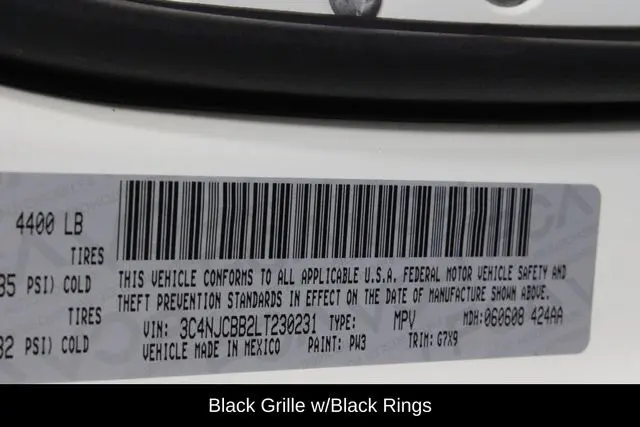 4400 LB
TIRES
35 PSI) COLD
TIRES
32 PSI) COLD
THIS VEHICLE CONFORMS TO ALL APPLICABLE U.S.A. FEDERAL MOTOR VEHICLE SAFETY AND
THEFT PREVENTION STANDARDS IN EFFECT ON THE DATE OF MANUFACTURE SHOWN ABOVE.
VIN: 3C4NJCBB2LT230231 TYPE: MPV MDH: 060608 424AA
VEHICLE MADE IN MEXICO PAINT: PW3 TRIM: G7X9
Black Grille w/Black Rings